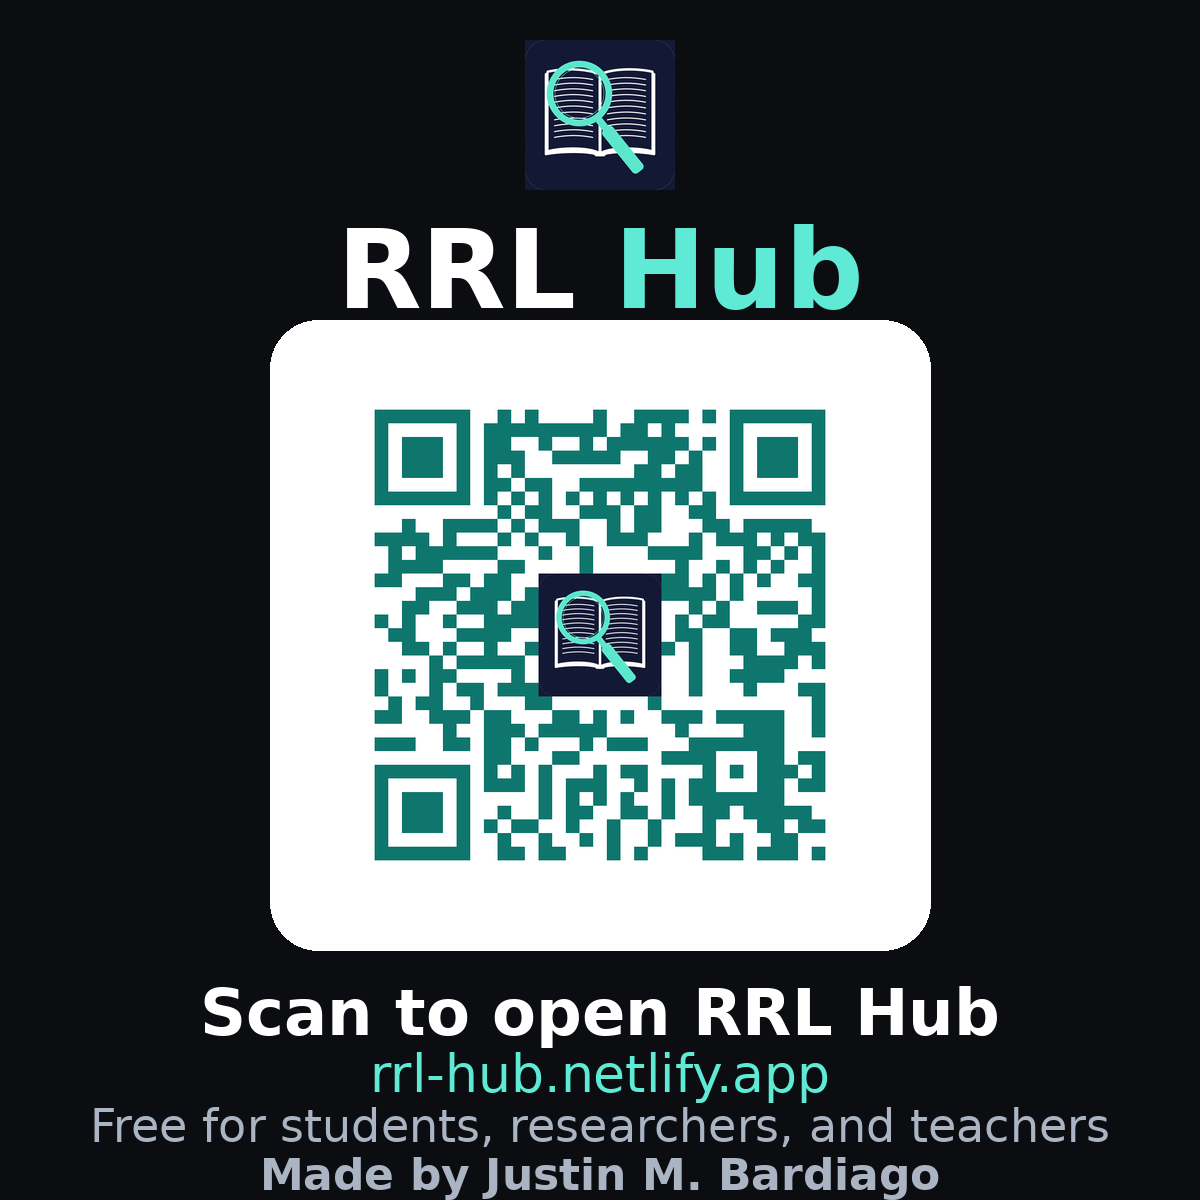 RRL Hub
Scan to open RRL Hub
rrl-hub.netlify.app
Free for students, researchers, and teachers
Made by Justin M. Bardiago